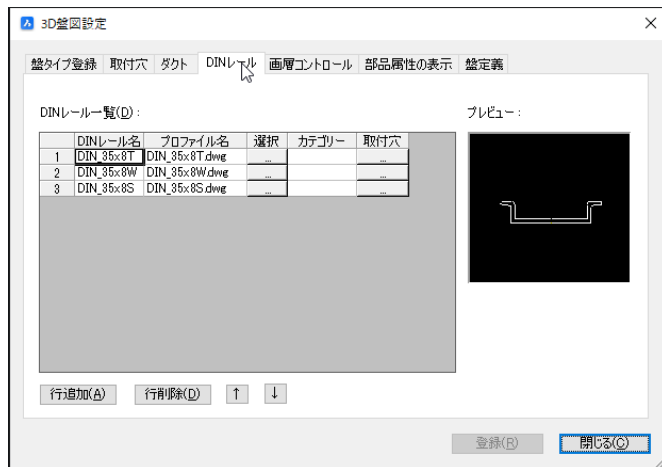 3D盤図設定
盤タイプ登録 取付穴 ダクト DINレール 画層コントロール 部品属性の表示 盤定義
DINレール一覧(D): プレビュー:
DINレール名 プロファイル名 選択 カテゴリー 取付穴
1 DIN_35x8T DIN_35x8T.dwg ... ...
2 DIN_35x8W DIN_35x8W.dwg ... ...
3 DIN_35x8S DIN_35x8S.dwg ... ...
行追加(A) 行削除(D) ↑ ↓
登録(R) 閉じる(C)